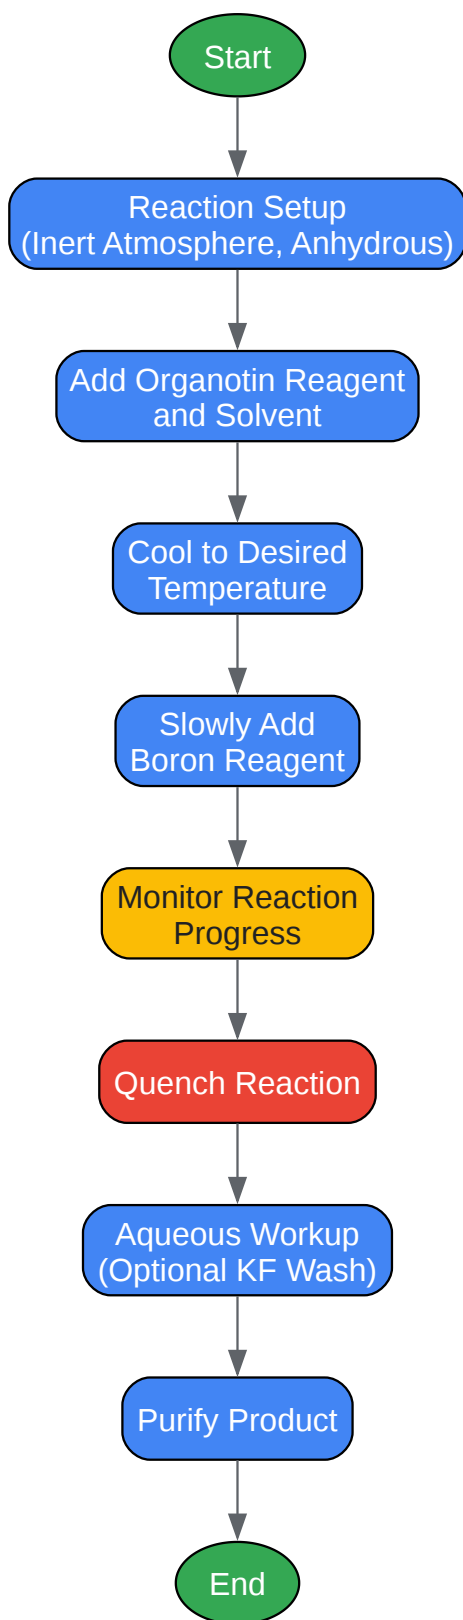 Start
Reaction Setup
(Inert Atmosphere, Anhydrous)
Add Organotin Reagent
and Solvent
Cool to Desired
Temperature
Slowly Add
Boron Reagent
Monitor Reaction
Progress
Quench Reaction
Aqueous Workup
(Optional KF Wash)
Purify Product
End